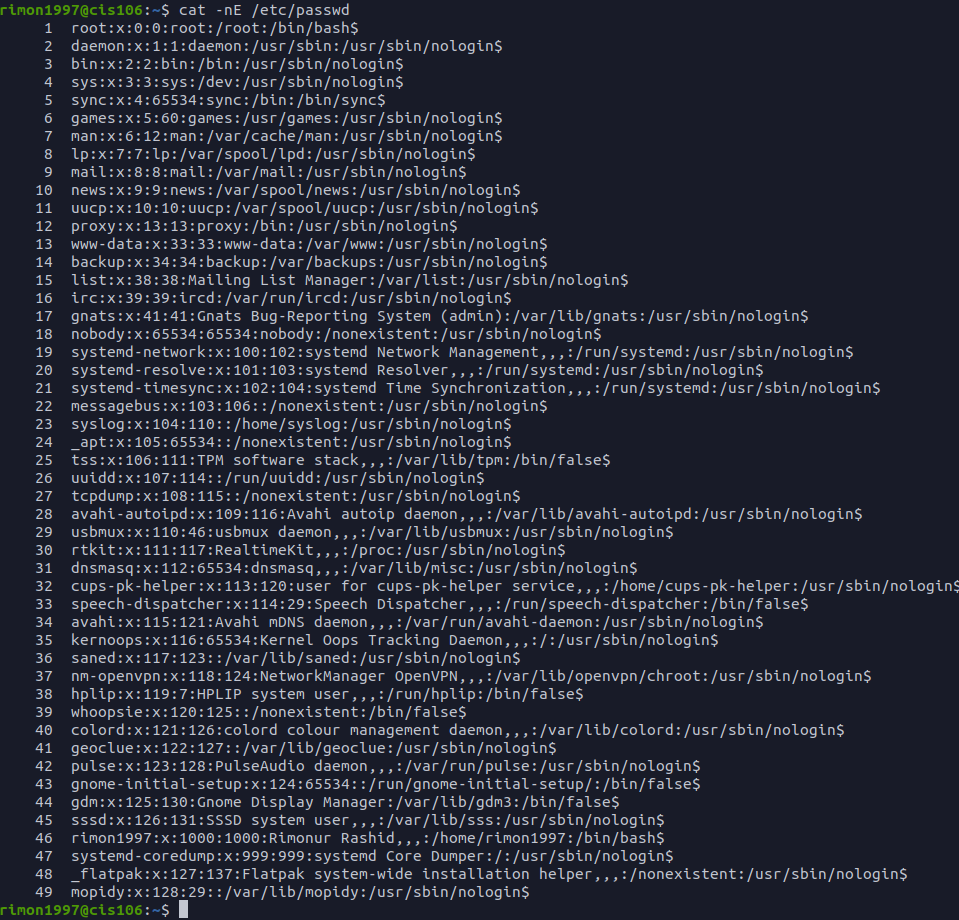 rimon1997@cis106:~$ cat -nE /etc/passwd
1 root:x:0:0:root:/root:/bin/bash$
2 daemon:x:1:1:daemon:/usr/sbin:/usr/sbin/nologin$
3 bin:x:2:2:bin:/bin:/usr/sbin/nologin$
4 sys:x:3:3:sys:/dev:/usr/sbin/nologin$
5 sync:x:4:65534:sync:/bin:/bin/sync$
6 games:x:5:60:games:/usr/games:/usr/sbin/nologin$
7 man:x:6:12:man:/var/cache/man:/usr/sbin/nologin$
8 lp:x:7:7:lp:/var/spool/lpd:/usr/sbin/nologin$
9 mail:x:8:8:mail:/var/mail:/usr/sbin/nologin$
10 news:x:9:9:news:/var/spool/news:/usr/sbin/nologin$
11 uucp:x:10:10:uucp:/var/spool/uucp:/usr/sbin/nologin$
12 proxy:x:13:13:proxy:/bin:/usr/sbin/nologin$
13 www-data:x:33:33:www-data:/var/www:/usr/sbin/nologin$
14 backup:x:34:34:backup:/var/backups:/usr/sbin/nologin$
15 list:x:38:38:Mailing List Manager:/var/list:/usr/sbin/nologin$
16 irc:x:39:39:ircd:/var/run/ircd:/usr/sbin/nologin$
17 gnats:x:41:41:Gnats Bug-Reporting System (admin):/var/lib/gnats:/usr/sbin/nologin$
18 nobody:x:65534:65534:nobody:/nonexistent:/usr/sbin/nologin$
19 systemd-network:x:100:102:systemd Network Management,,,:/run/systemd:/usr/sbin/nologin$
20 systemd-resolve:x:101:103:systemd Resolver,,,:/run/systemd:/usr/sbin/nologin$
21 systemd-timesync:x:102:104:systemd Time Synchronization,,,:/run/systemd:/usr/sbin/nologin$
22 messagebus:x:103:106::/nonexistent:/usr/sbin/nologin$
23 syslog:x:104:110::/home/syslog:/usr/sbin/nologin$
24 _apt:x:105:65534::/nonexistent:/usr/sbin/nologin$
25 tss:x:106:111:TPM software stack,,,:/var/lib/tpm:/bin/false$
26 uuidd:x:107:114::/run/uuidd:/usr/sbin/nologin$
27 tcpdump:x:108:115::/nonexistent:/usr/sbin/nologin$
28 avahi-autoipd:x:109:116:Avahi autoip daemon,,,:/var/lib/avahi-autoipd:/usr/sbin/nologin$
29 usbmux:x:110:46:usbmux daemon,,,:/var/lib/usbmux:/usr/sbin/nologin$
30 rtkit:x:111:117:RealtimeKit,,,:/proc:/usr/sbin/nologin$
31 dnsmasq:x:112:65534:dnsmasq,,,:/var/lib/misc:/usr/sbin/nologin$
32 cups-pk-helper:x:113:120:user for cups-pk-helper service,,,:/home/cups-pk-helper:/usr/sbin/nologin$
33 speech-dispatcher:x:114:29:Speech Dispatcher,,,:/run/speech-dispatcher:/bin/false$
34 avahi:x:115:121:Avahi mDNS daemon,,,:/var/run/avahi-daemon:/usr/sbin/nologin$
35 kernoops:x:116:65534:Kernel Oops Tracking Daemon,,,:/:/usr/sbin/nologin$
36 saned:x:117:123::/var/lib/saned:/usr/sbin/nologin$
37 nm-openvpn:x:118:124:NetworkManager OpenVPN,,,:/var/lib/openvpn/chroot:/usr/sbin/nologin$
38 hplip:x:119:7:HPLIP system user,,,:/run/hplip:/bin/false$
39 whoopsie:x:120:125::/nonexistent:/bin/false$
40 colord:x:121:126:colord colour management daemon,,,:/var/lib/colord:/usr/sbin/nologin$
41 geoclue:x:122:127::/var/lib/geoclue:/usr/sbin/nologin$
42 pulse:x:123:128:PulseAudio daemon,,,:/var/run/pulse:/usr/sbin/nologin$
43 gnome-initial-setup:x:124:65534::/run/gnome-initial-setup/:/bin/false$
44 gdm:x:125:130:Gnome Display Manager:/var/lib/gdm3:/bin/false$
45 sssd:x:126:131:SSSD system user,,,:/var/lib/sss:/usr/sbin/nologin$
46 rimon1997:x:1000:1000:Rimonur Rashid,,,:/home/rimon1997:/bin/bash$
47 systemd-coredump:x:999:999:systemd Core Dumper:/:/usr/sbin/nologin$
48 _flatpak:x:127:137:Flatpak system-wide installation helper,,,:/nonexistent:/usr/sbin/nologin$
49 mopidy:x:128:29::/var/lib/mopidy:/usr/sbin/nologin$
rimon1997@cis106:~$